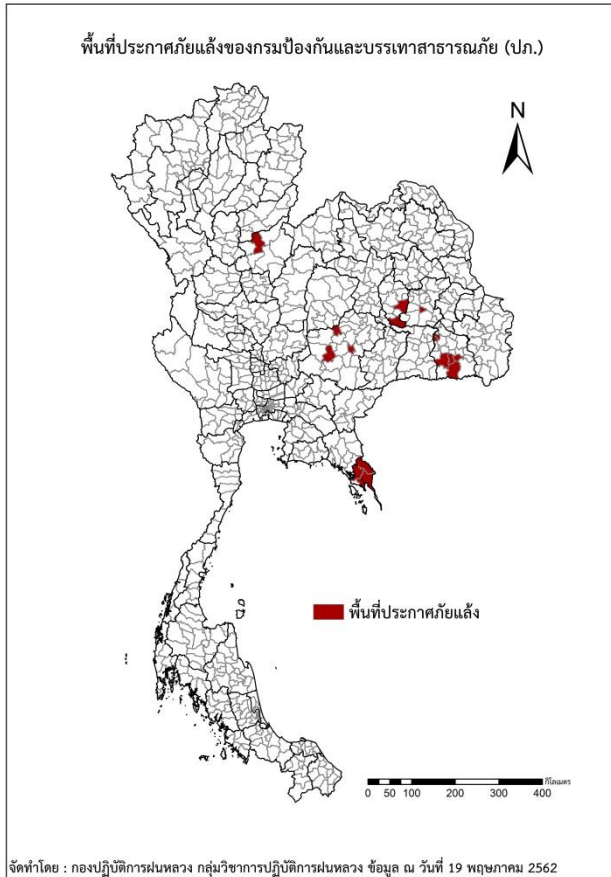 พื้นที่ประกาศภัยแล้งของกรมป้องกันและบรรเทาสาธารณภัย (ปภ.)
N
พื้นที่ประกาศภัยแล้ง
กิโลเมตร
0 50 100 200 300 400
จัดทำโดย : กองปฏิบัติการฝนหลวง กลุ่มวิชาการปฏิบัติการฝนหลวง ข้อมูล ณ วันที่ 19 พฤษภาคม 2562